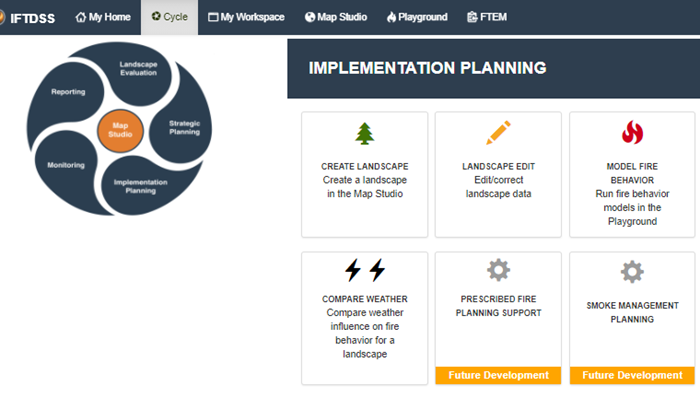 IFTDSS My Home Cycle My Workspace Map Studio Playground FTEM
Landscape
Evaluation
Reporting
Strategic
Planning
Map
Studio
Monitoring
Implementation
Planning
IMPLEMENTATION PLANNING
CREATE LANDSCAPE
Create a landscape
in the Map Studio
LANDSCAPE EDIT
Edit/correct
landscape data
MODEL FIRE
BEHAVIOR
Run fire behavior
models in the
Playground
COMPARE WEATHER
Compare weather
influence on fire
behavior for a
landscape
PRESCRIBED FIRE
PLANNING SUPPORT
Future Development
SMOKE MANAGEMENT
PLANNING
Future Development